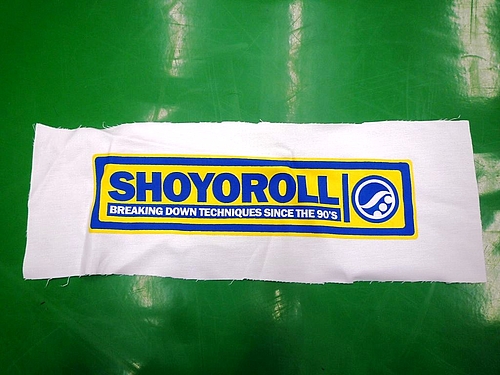 SHOYOROLL
BREAKING DOWN TECHNIQUES SINCE THE 90'S